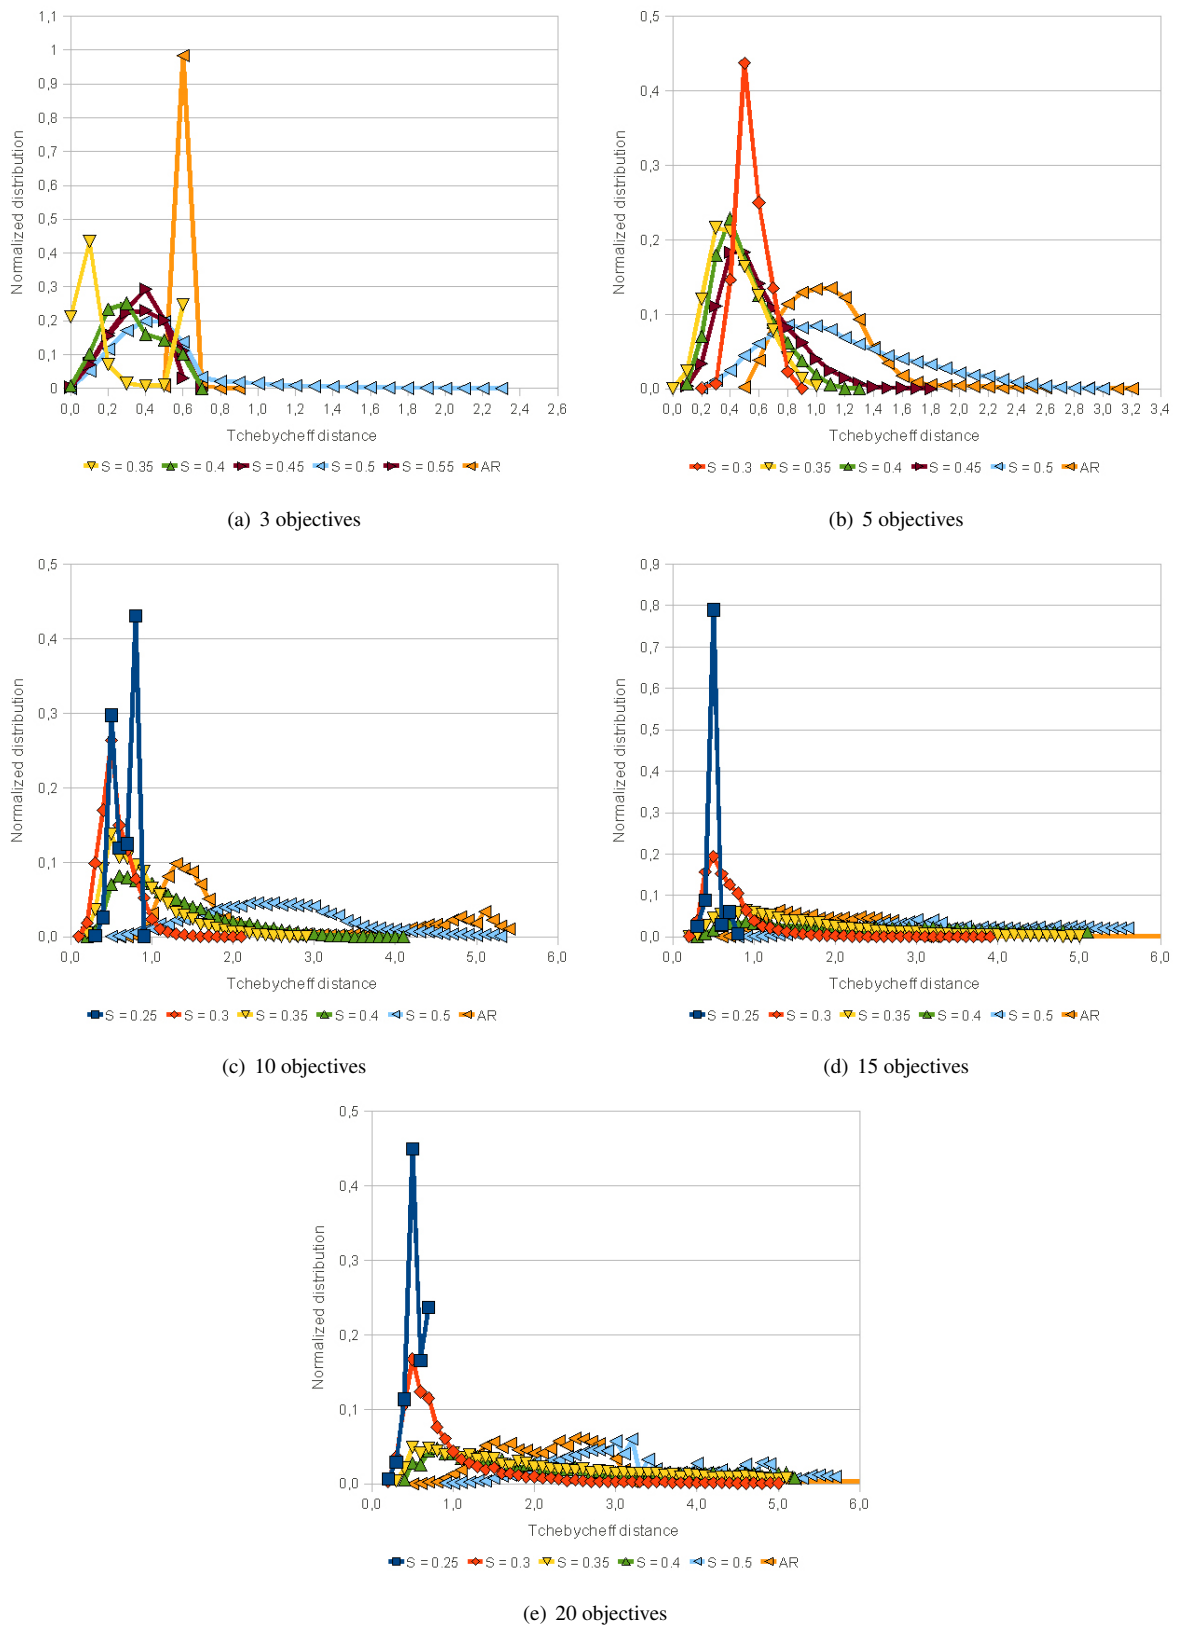 1,1
1
0,9
0,8
0,7
0,6
0,5
0,4
0,3
0,2
0,1
0
Normalized distribution
0,0 0,2 0,4 0,6 0,8 1,0 1,2 1,4 1,6 1,8 2,0 2,2 2,4 2,6
Tchebycheff distance
S = 0.35 S = 0.4 S = 0.45 S = 0.5 S = 0.55 AR
(a) 3 objectives
0,5
0,4
0,3
0,2
0,1
0,0
Normalized distribution
0,0 0,2 0,4 0,6 0,8 1,0 1,2 1,4 1,6 1,8 2,0 2,2 2,4 2,6 2,8 3,0 3,2 3,4
Tchebycheff distance
S = 0.3 S = 0.35 S = 0.4 S = 0.45 S = 0.5 AR
(b) 5 objectives
0,5
0,4
0,3
0,2
0,1
0,0
Normalized distribution
0,0 1,0 2,0 3,0 4,0 5,0 6,0
Tchebycheff distance
S = 0.25 S = 0.3 S = 0.35 S = 0.4 S = 0.5 AR
(c) 10 objectives
0,9
0,8
0,7
0,6
0,5
0,4
0,3
0,2
0,1
0,0
Normalized distribution
0,0 1,0 2,0 3,0 4,0 5,0 6,0
Tchebycheff distance
S = 0.25 S = 0.3 S = 0.35 S = 0.4 S = 0.5 AR
(d) 15 objectives
0,5
0,4
0,3
0,2
0,1
0,0
Normalized distribution
0,0 1,0 2,0 3,0 4,0 5,0 6,0
Tchebycheff distance
S = 0.25 S = 0.3 S = 0.35 S = 0.4 S = 0.5 AR
(e) 20 objectives